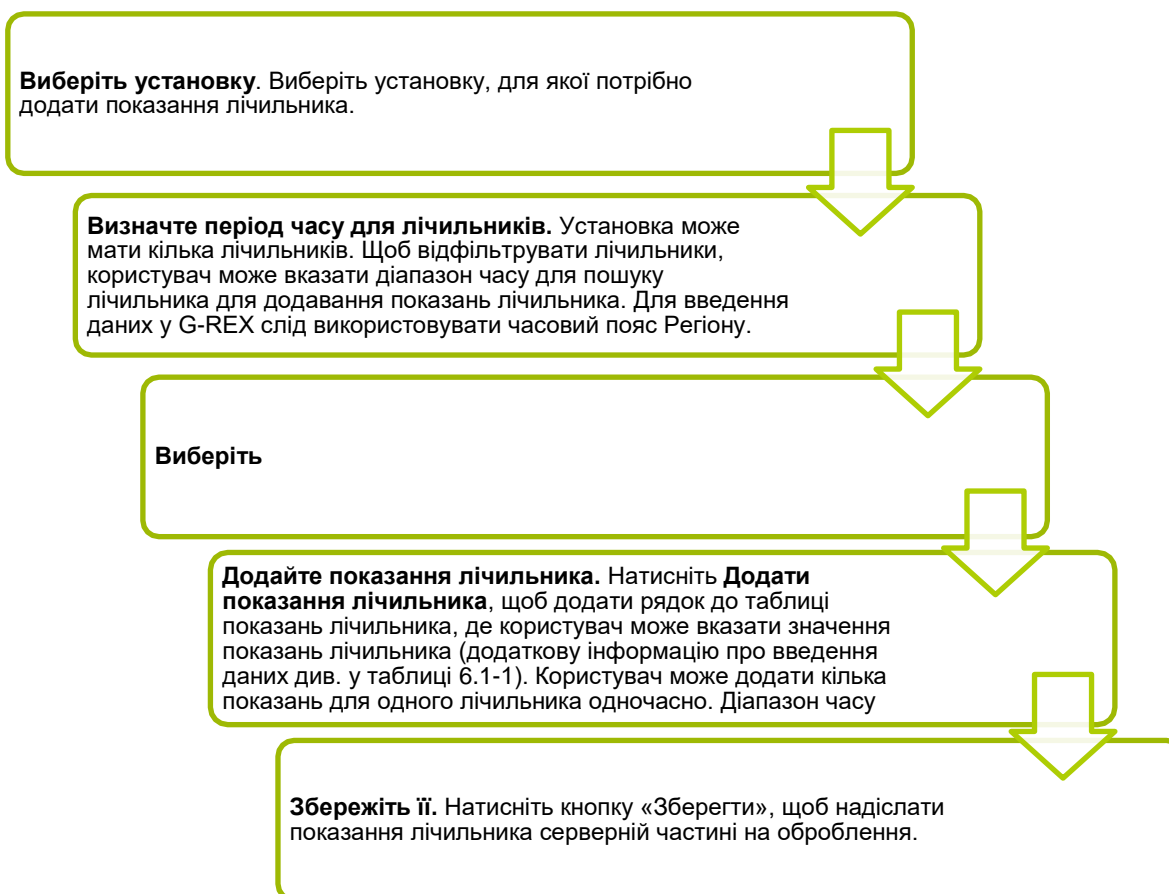 Виберіть установку. Виберіть установку, для якої потрібно
додати показання лічильника.
Визначте період часу для лічильників. Установка може
мати кілька лічильників. Щоб відфільтрувати лічильники,
користувач може вказати діапазон часу для пошуку
лічильника для додавання показань лічильника. Для введення
даних у G-REX слід використовувати часовий пояс Регіону.
Виберіть
Додайте показання лічильника. Натисніть Додати
показання лічильника, щоб додати рядок до таблиці
показань лічильника, де користувач може вказати значення
показань лічильника (додаткову інформацію про введення
даних див. у таблиці 6.1-1). Користувач може додати кілька
показань для одного лічильника одночасно. Діапазон часу
Збережіть її. Натисніть кнопку «Зберегти», щоб надіслати
показання лічильника серверній частині на оброблення.